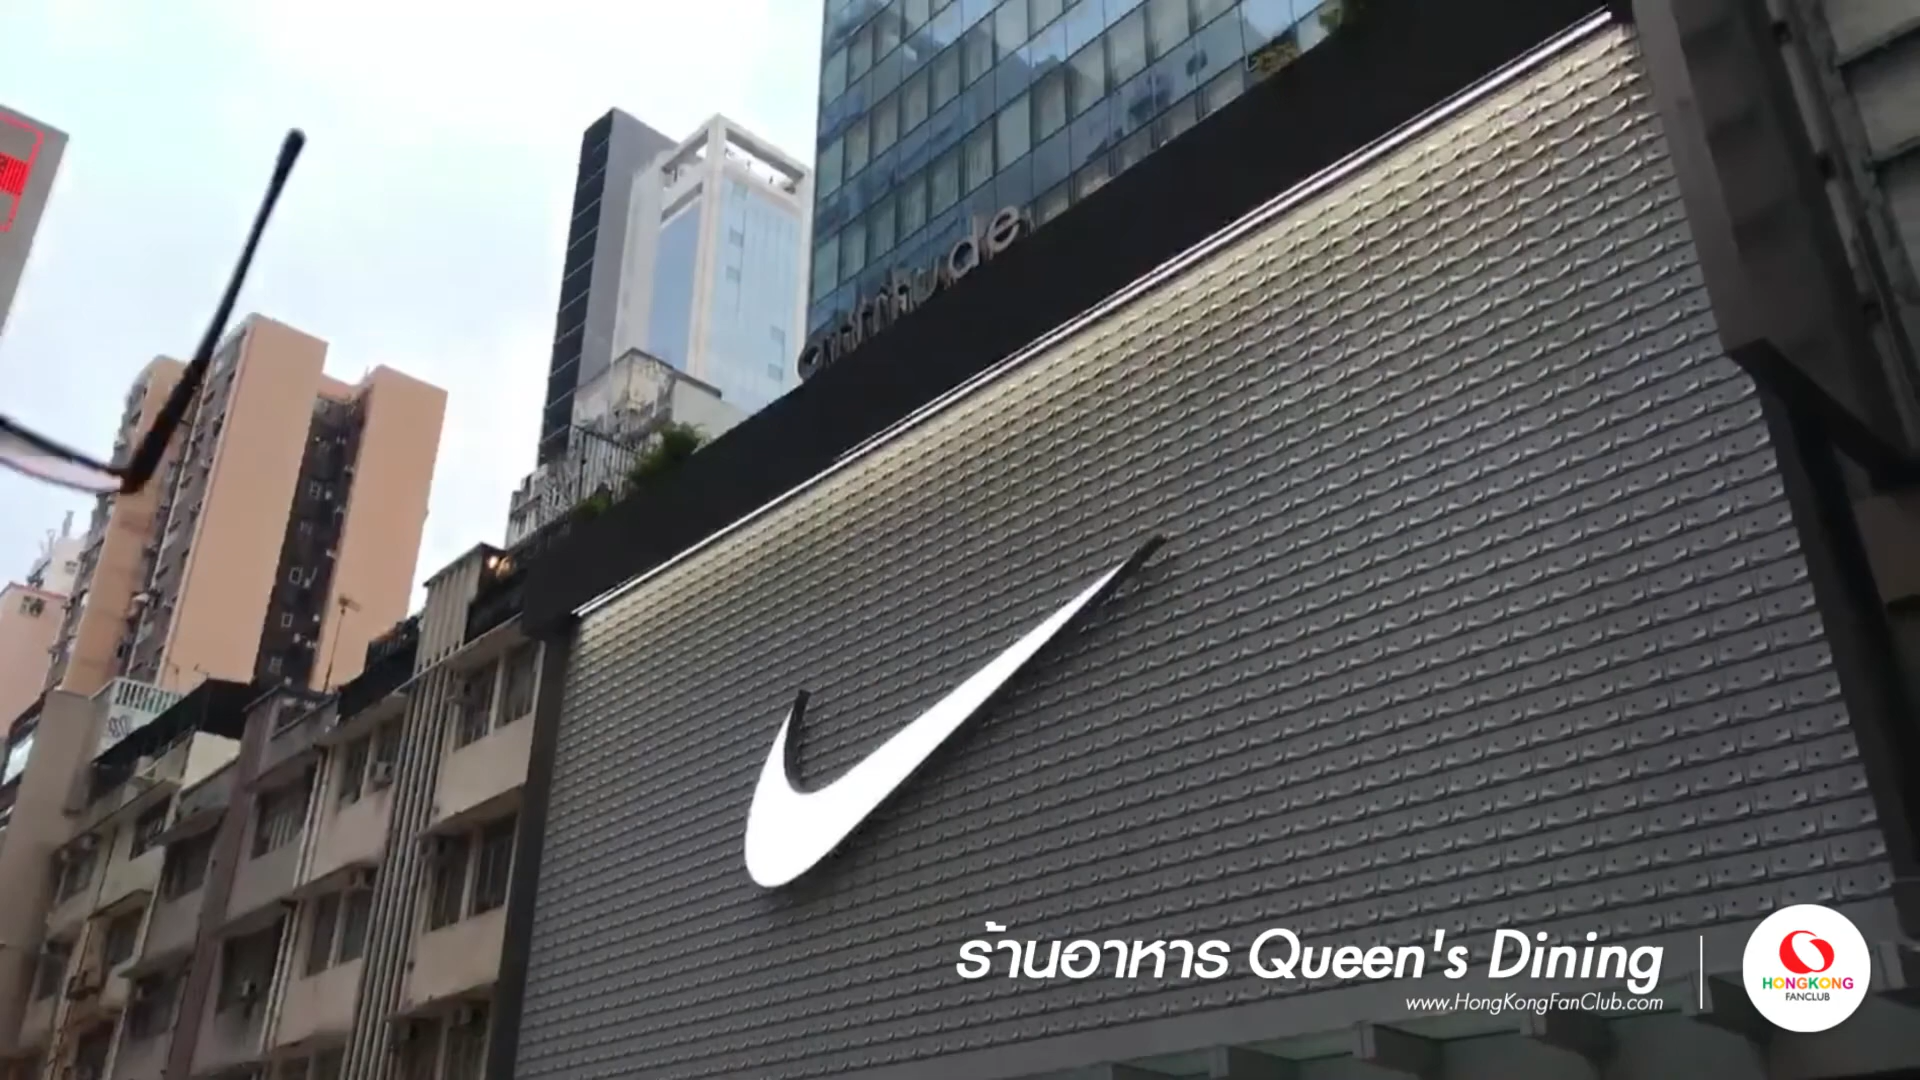 ร้านอาหาร Queen's Dining
www.HongKongFanClub.com
HONGKONG
FANCLUB